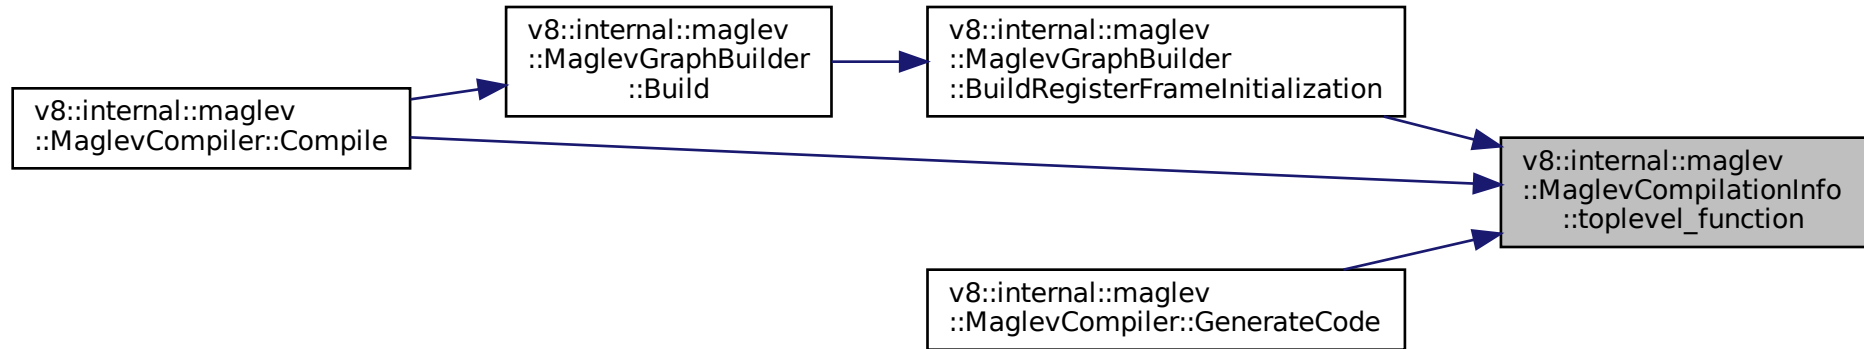 v8::internal::maglev
::MaglevCompiler::Compile
v8::internal::maglev
::MaglevGraphBuilder
::Build
v8::internal::maglev
::MaglevGraphBuilder
::BuildRegisterFrameInitialization
v8::internal::maglev
::MaglevCompilationInfo
::toplevel_function
v8::internal::maglev
::MaglevCompiler::GenerateCode